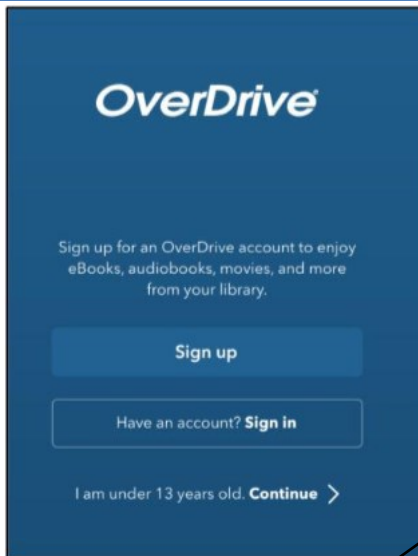 OverDrive
Sign up for an OverDrive account to enjoy
eBooks, audiobooks, movies, and more
from your library.
Sign up
Have an account? Sign in
I am under 13 years old. Continue